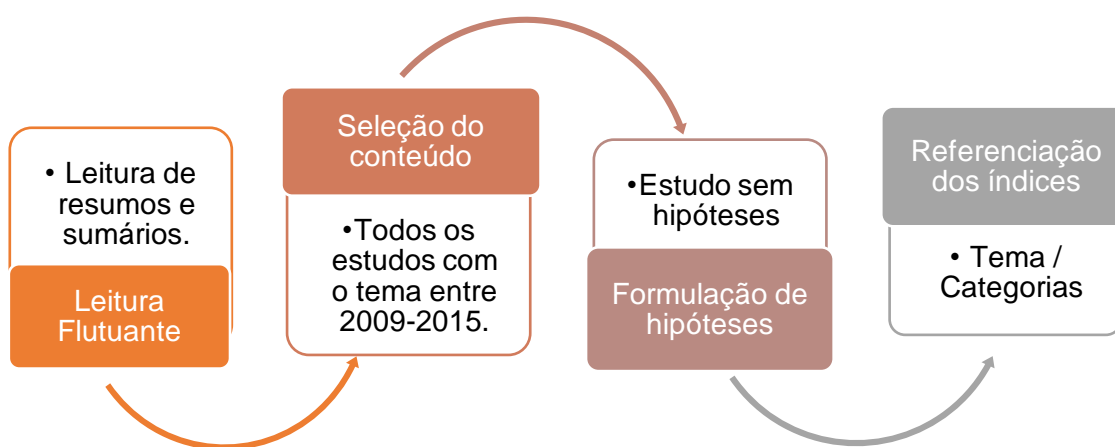 • Leitura de
resumos e
sumários.
Leitura
Flutuante
Seleção do
conteúdo
•Todos os
estudos com
o tema entre
2009-2015.
•Estudo sem
hipóteses
Formulação de
hipóteses
Referenciação
dos índices
• Tema /
Categorias